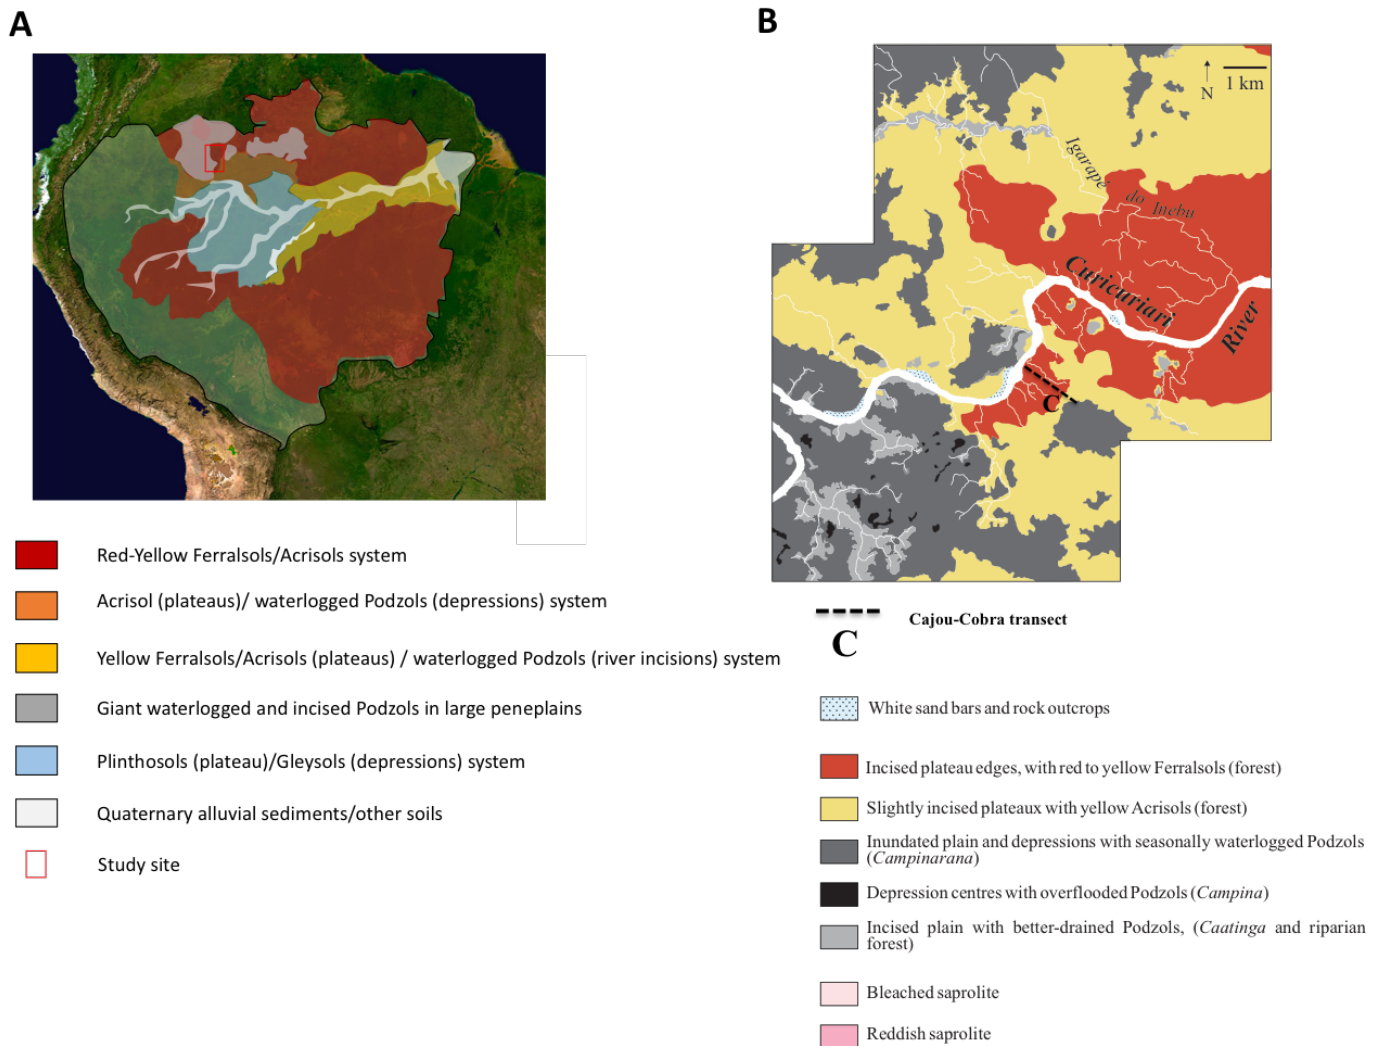 A
Red-Yellow Ferralsols/Acrisols system
Acrisol (plateaus)/ waterlogged Podzols (depressions) system
Yellow Ferralsols/Acrisols (plateaus) / waterlogged Podzols (river incisions) system
Giant waterlogged and incised Podzols in large peneplains
Plinthosols (plateau)/Gleysols (depressions) system
Quaternary alluvial sediments/other soils
Study site
B
N
1 km
Igarapé
do Inebu
Curicuriari
River
C
C
Cajou-Cobra transect
White sand bars and rock outcrops
Incised plateau edges, with red to yellow Ferralsols (forest)
Slightly incised plateaux with yellow Acrisols (forest)
Inundated plain and depressions with seasonally waterlogged Podzols
(Campinarana)
Depression centres with overflooded Podzols (Campina)
Incised plain with better-drained Podzols, (Caatinga and riparian
forest)
Bleached saprolite
Reddish saprolite